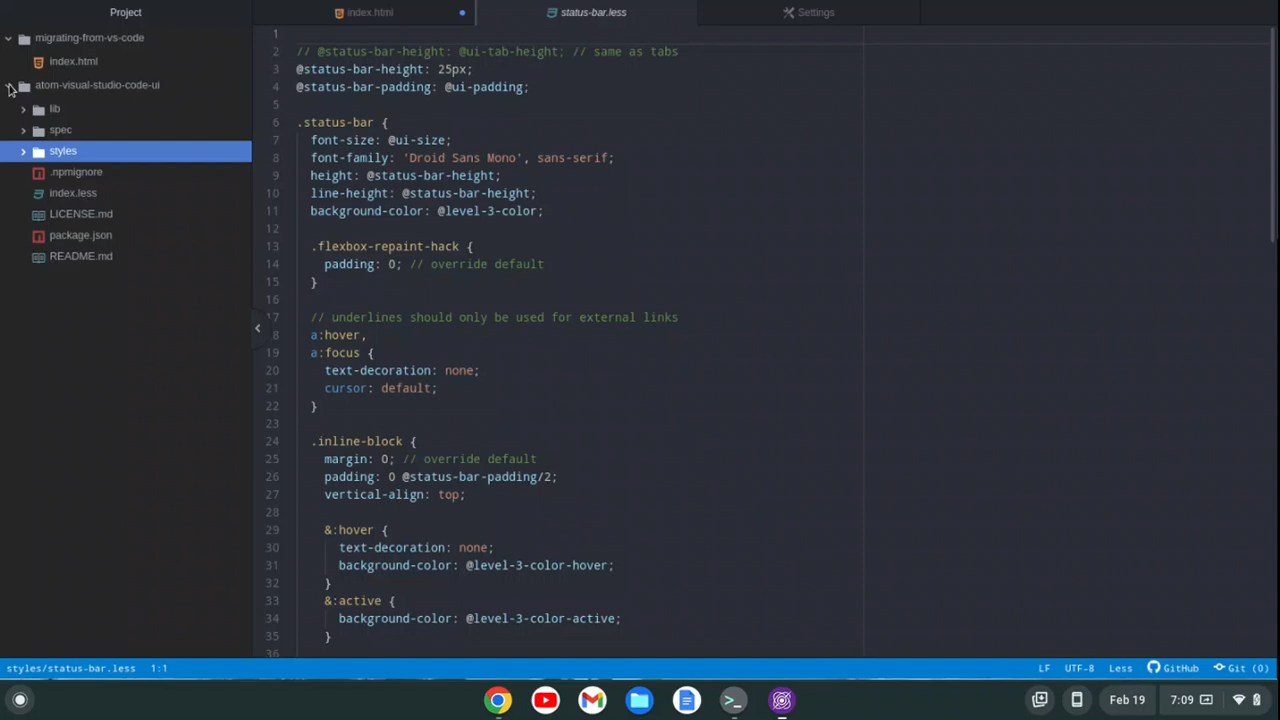 Project
index.html
status-bar.less
Settings
migrating-from-vs-code
index.html
atom-visual-studio-code-ui
lib
spec
styles
.npmignore
index.less
LICENSE.md
package.json
README.md
1
2 // @status-bar-height: @ui-tab-height; // same as tabs
3 @status-bar-height: 25px;
4 @status-bar-padding: @ui-padding;
5
6 .status-bar {
7 font-size: @ui-size;
8 font-family: 'Droid Sans Mono', sans-serif;
9 height: @status-bar-height;
10 line-height: @status-bar-height;
11 background-color: @level-3-color;
12
13 .flexbox-repaint-hack {
14 padding: 0; // override default
15 }
16
17 // underlines should only be used for external links
8 a:hover,
19 a:focus {
20 text-decoration: none;
21 cursor: default;
22 }
23
24 .inline-block {
25 margin: 0; // override default
26 padding: 0 @status-bar-padding/2;
27 vertical-align: top;
28
29 &:hover {
30 text-decoration: none;
31 background-color: @level-3-color-hover;
32 }
33 &:active {
34 background-color: @level-3-color-active;
35 }
36
styles/status-bar.less 1:1 LF UTF-8 Less GitHub Git (0)
Feb 19 7:09